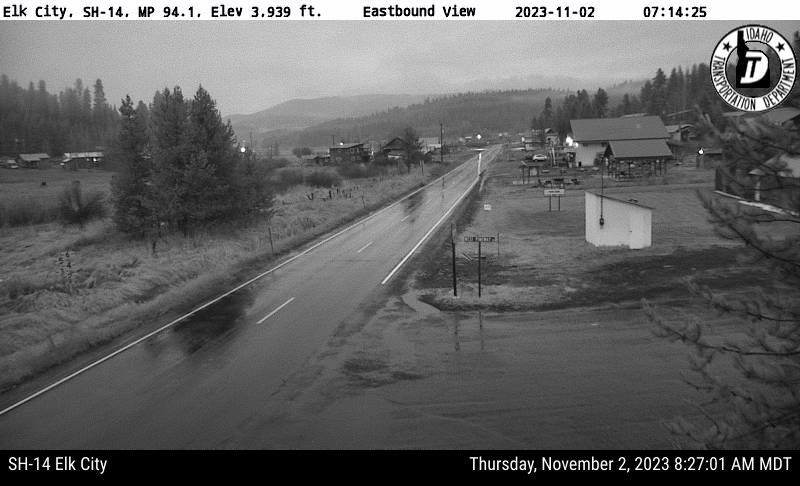 Elk City, SH-14, MP 94.1, Elev 3,939 ft. Eastbound View 2023-11-02 07:14:25
IDAHO
TRANSPORTATION DEPARTMENT
SH-14 Elk City
Thursday, November 2, 2023 8:27:01 AM MDT